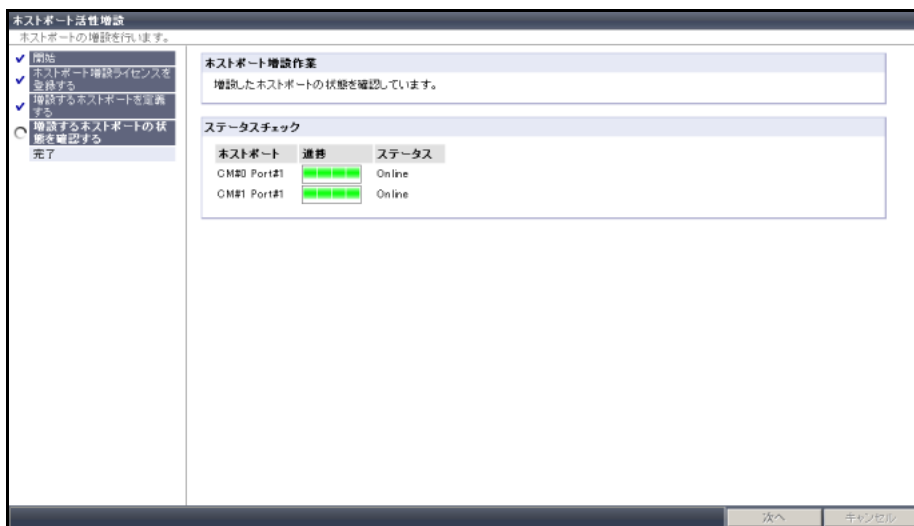 ホストポート活性増設
ホストポートの増設を行います。
開始
ホストポート増設ライセンスを
登録する
増設するホストポートを定義
する
増設するホストポートの状
態を確認する
完了
ホストポート増設作業
増設したホストポートの状態を確認しています。
ステータスチェック
ホストポート 進捗 ステータス
CM#0 Port#1 Online
CM#1 Port#1 Online
次へ キャンセル